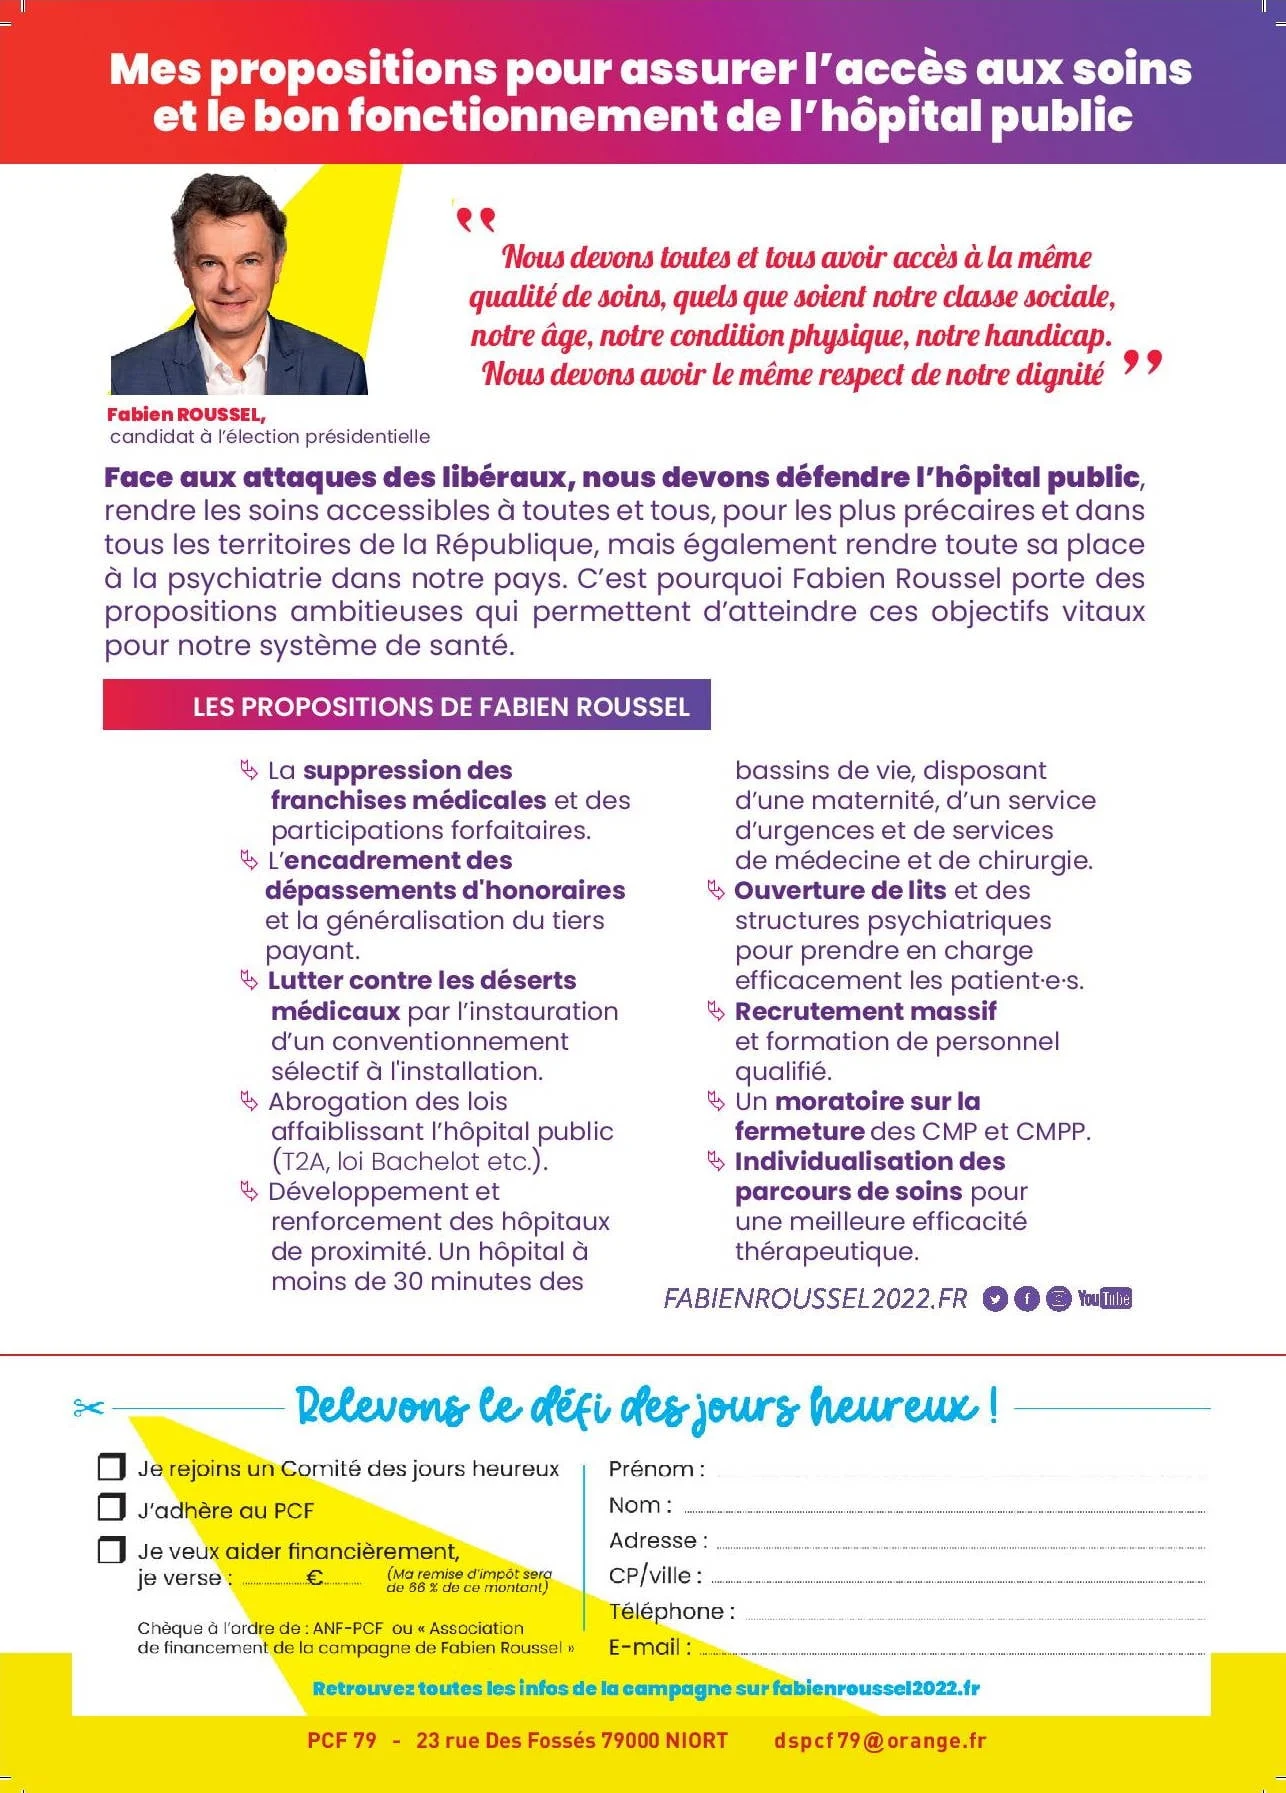 Mes propositions pour assurer l'accès aux soins
et le bon fonctionnement de l'hôpital public
Nous devons toutes et tous avoir accès à la même
qualité de soins, quels que soient notre classe sociale,
notre âge, notre condition physique, notre handicap.
Nous devons avoir le même respect de notre dignité ”
Fabien ROUSSEL,
candidat à l'élection présidentielle
Face aux attaques des libéraux, nous devons défendre l'hôpital public,
rendre les soins accessibles à toutes et tous, pour les plus précaires et dans
tous les territoires de la République, mais également rendre toute sa place
à la psychiatrie dans notre pays. C'est pourquoi Fabien Roussel porte des
propositions ambitieuses qui permettent d'atteindre ces objectifs vitaux
pour notre système de santé.
LES PROPOSITIONS DE FABIEN ROUSSEL
La suppression des
franchises médicales et des
participations forfaitaires.
L'encadrement des
dépassements d'honoraires
et la généralisation du tiers
payant.
Lutter contre les déserts
médicaux par l'instauration
d'un conventionnement
sélectif à l'installation.
Abrogation des lois
affaiblissant l'hôpital public
(T2A, loi Bachelot etc.).
Développement et
renforcement des hôpitaux
de proximité. Un hôpital à
moins de 30 minutes des
bassins de vie, disposant
d'une maternité, d'un service
d'urgences et de services
de médecine et de chirurgie.
Ouverture de lits et des
structures psychiatriques
pour prendre en charge
efficacement les patient·e·s.
Recrutement massif
et formation de personnel
qualifié.
Un moratoire sur la
fermeture des CMP et CMPP.
Individualisation des
parcours de soins pour
une meilleure efficacité
thérapeutique.
FABIENROUSSEL2022.FR YouTube
Relevons le défi des jours heureux !
Je rejoins un Comité des jours heureux
J'adhère au PCF
Je veux aider financièrement,
je verse : € (Ma remise d'impôt sera
de 66 % de ce montant)
Chèque à l'ordre de : ANF-PCF ou « Association
de financement de la campagne de Fabien Roussel »
Prénom :
Nom :
Adresse :
CP/ville :
Téléphone :
E-mail :
Retrouvez toutes les infos de la campagne sur fabienroussel2022.fr
PCF 79 - 23 rue Des Fossés 79000 NIORT dspcf79@orange.fr